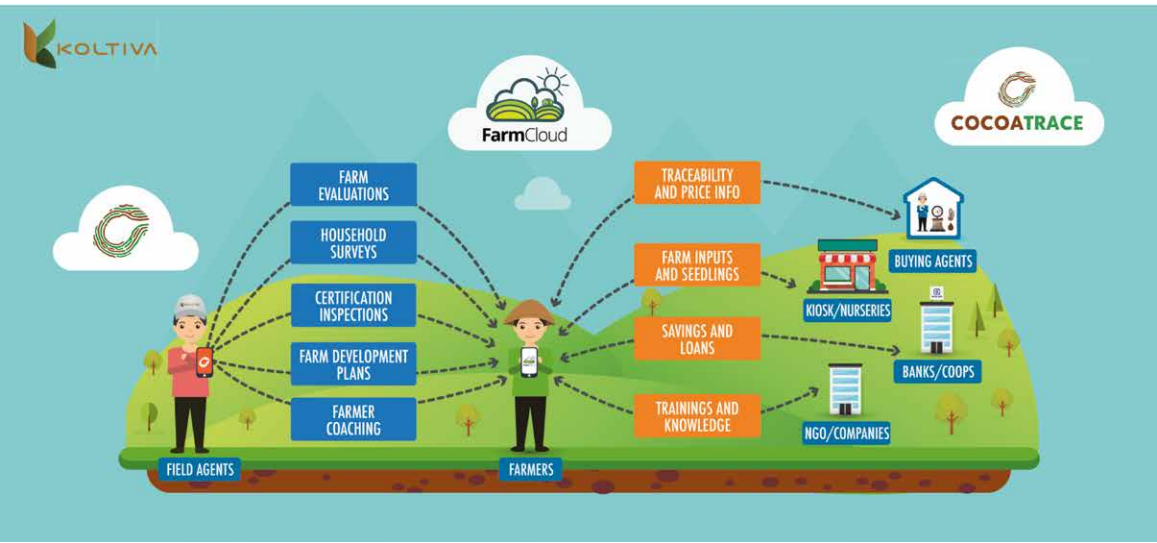 KOLTIVA
FarmCloud
COCOATRACE
FARM
EVALUATIONS
HOUSEHOLD
SURVEYS
CERTIFICATION
INSPECTIONS
FARM DEVELOPMENT
PLANS
FARMER
COACHING
TRACEABILITY
AND PRICE INFO
FARM INPUTS
AND SEEDLINGS
SAVINGS AND
LOANS
TRAININGS AND
KNOWLEDGE
BUYING AGENTS
KIOSK/NURSERIES
BANKS/COOPS
NGO/COMPANIES
FIELD AGENTS
FARMERS